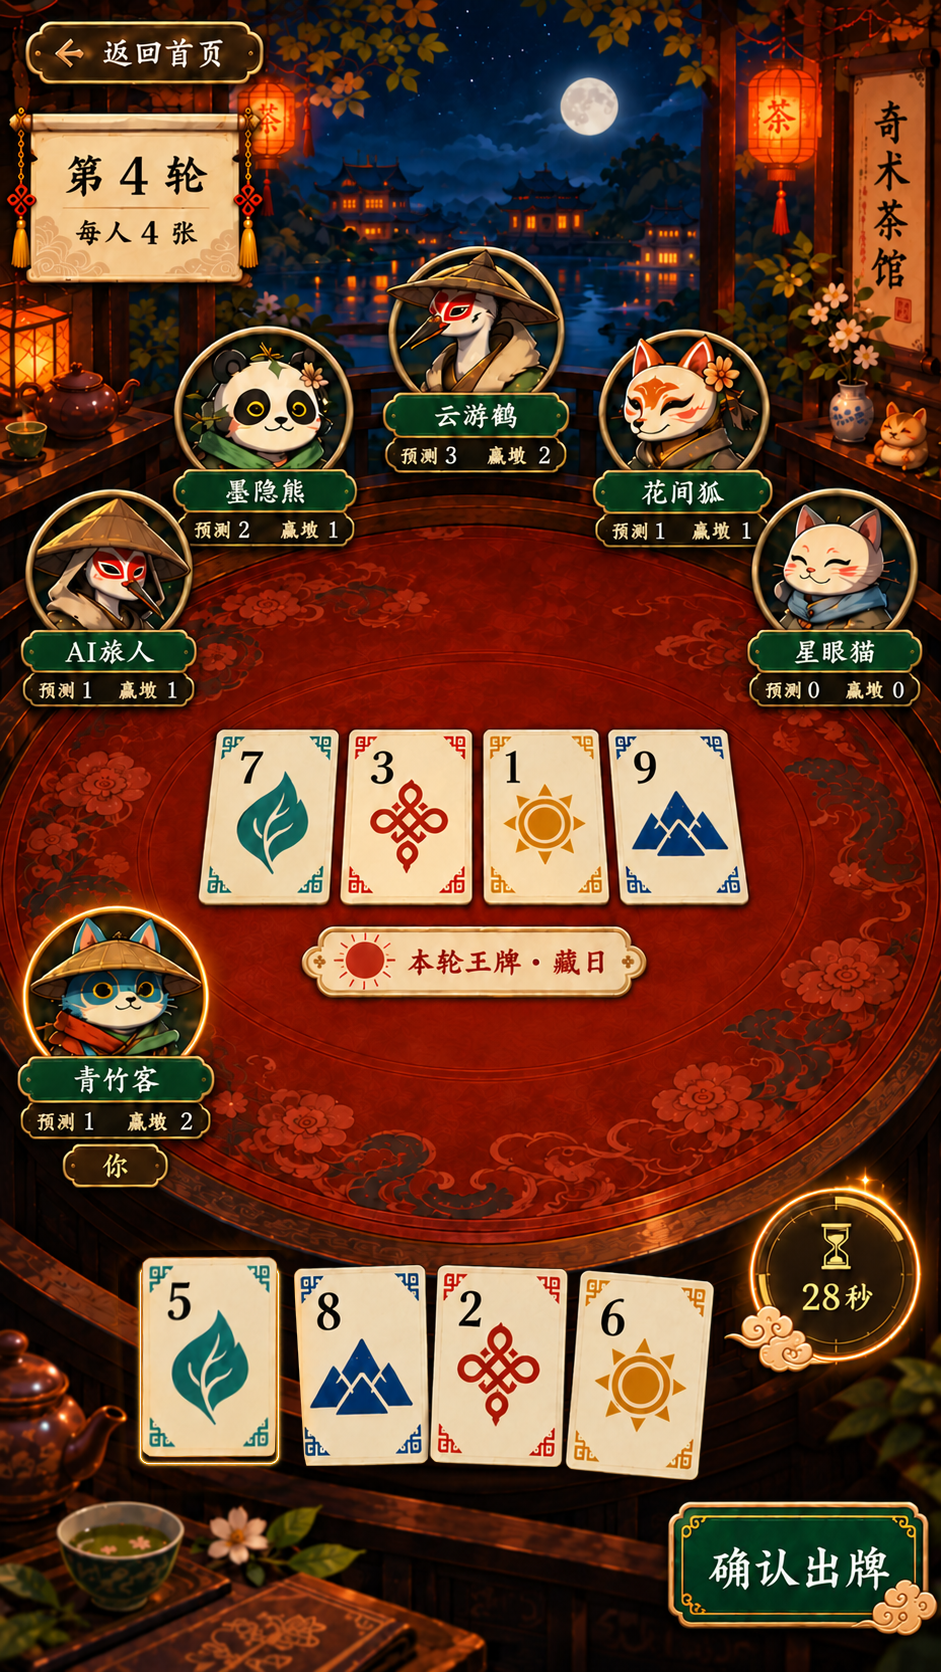 返回首页
第4轮
每人4张
茶
茶
奇术茶馆
云游鹤
预测3 赢墩2
墨隐熊
预测2 赢墩1
花间狐
预测1 赢墩1
AI旅人
预测1 赢墩1
星眼猫
预测0 赢墩0
7
3
1
9
本轮王牌·藏日
青竹客
预测1 赢墩2
你
28秒
5
8
2
6
确认出牌